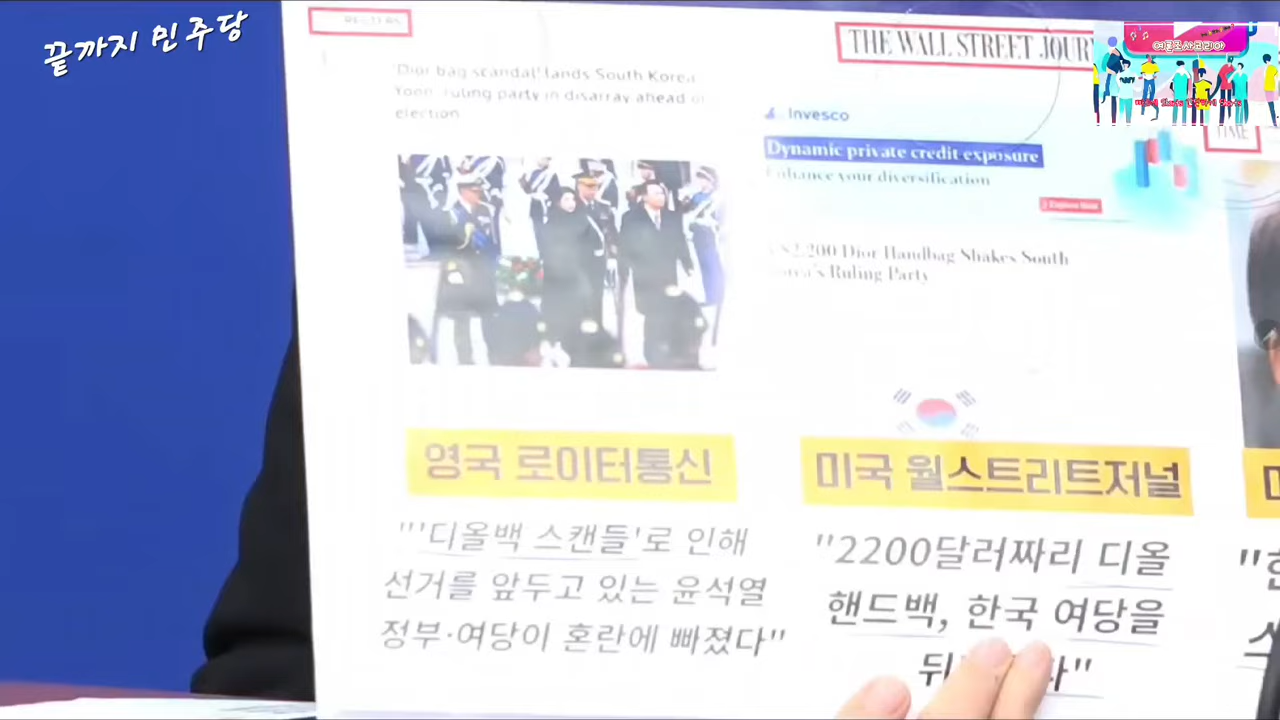 끝까지 민주당
REUTERS
'Dior bag scandal' lands South Korea
Yoon, ruling party in disarray ahead of
election
영국 로이터통신
"'디올백 스캔들'로 인해
선거를 앞두고 있는 윤석열
정부·여당이 혼란에 빠졌다"
THE WALL STREET JOUR
Invesco
Dynamic private credit exposure
Enhance your diversification
2,200 Dior Handbag Shakes South
Korea's Ruling Party
미국 월스트리트저널
"2200달러짜리 디올
핸드백, 한국 여당을
TIME